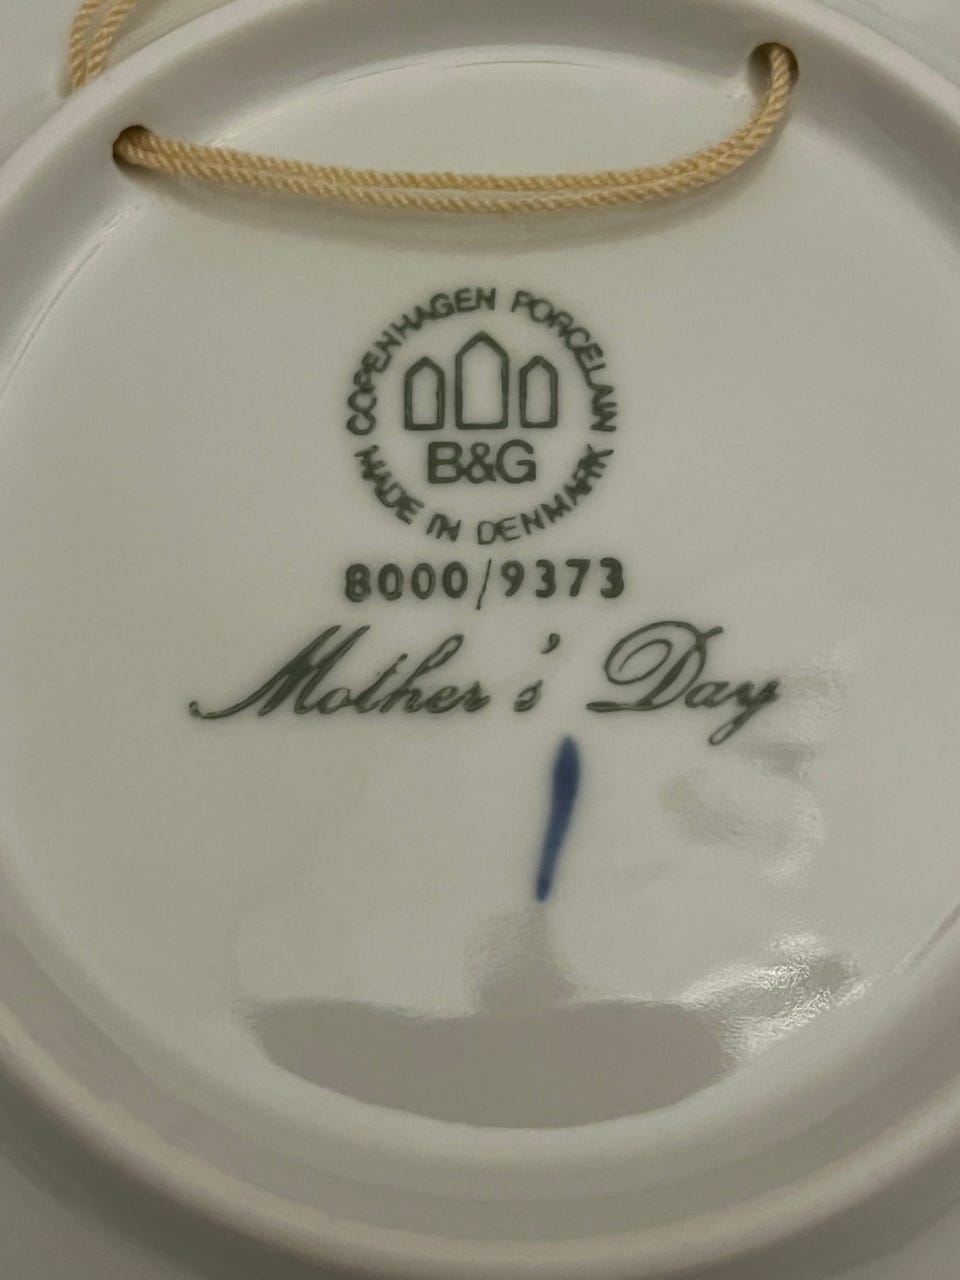 COPENHAGEN PORCELAIN
B&G
MADE IN DENMARK
8000/9373
Mother's Day